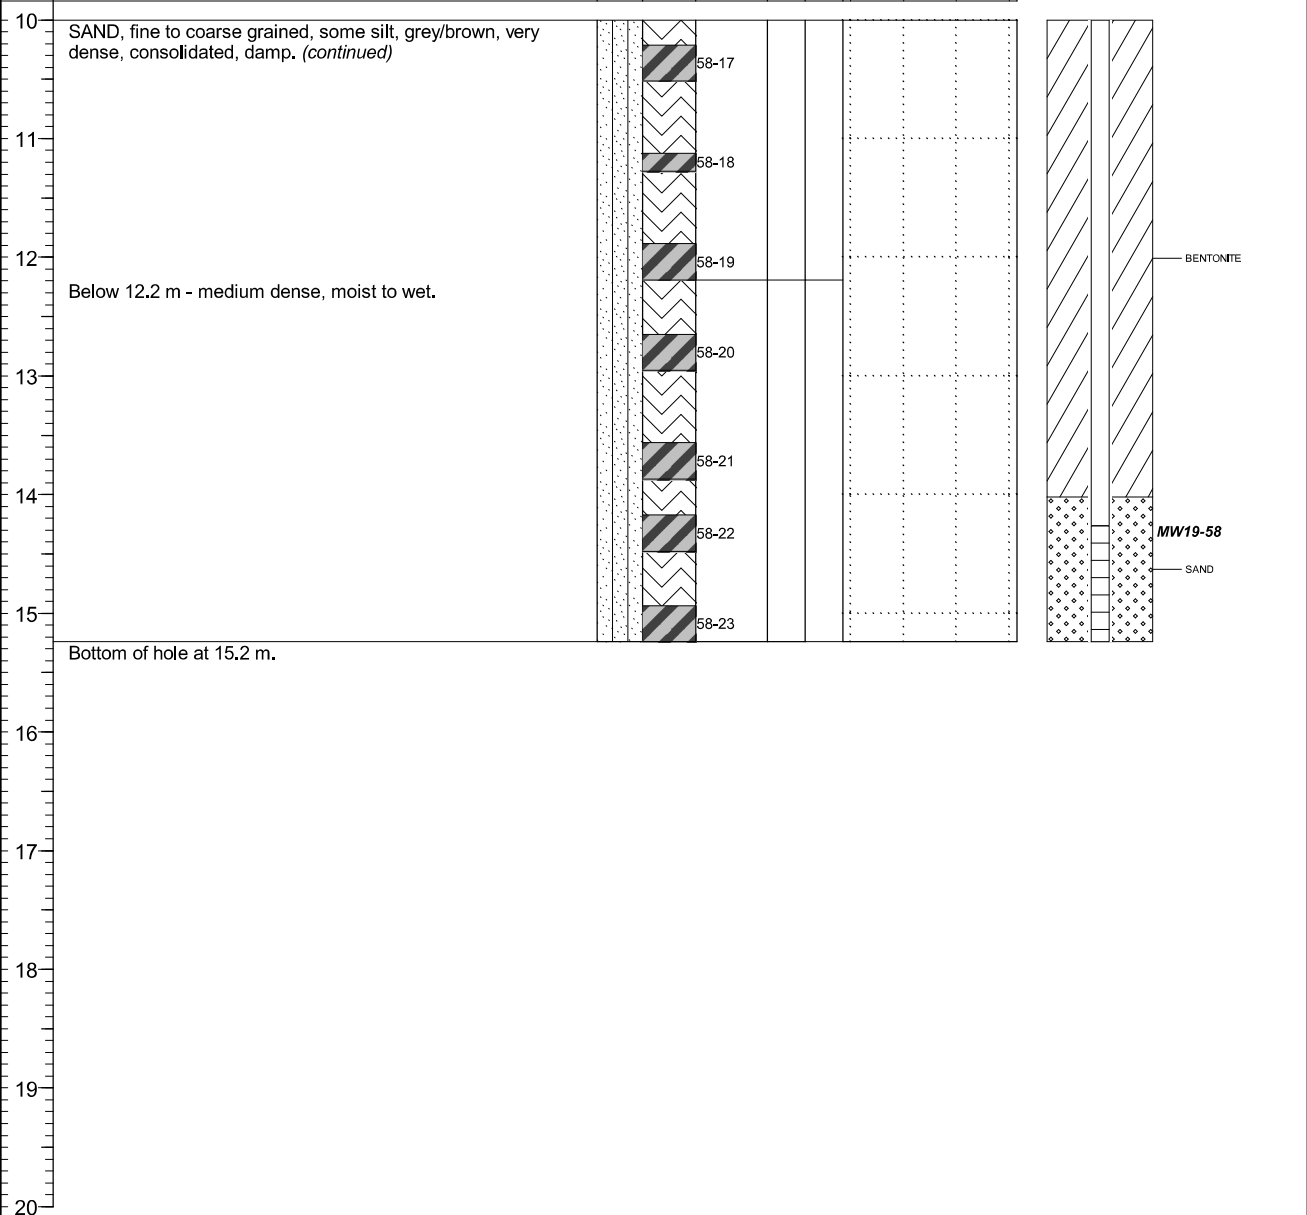 10
SAND, fine to coarse grained, some silt, grey/brown, very
dense, consolidated, damp. (continued)
58-17
11
58-18
12
58-19
BENTONITE
Below 12.2 m - medium dense, moist to wet.
58-20
13
58-21
14
58-22
MW19-58
SAND
15
58-23
Bottom of hole at 15.2 m.
16
17
18
19
20